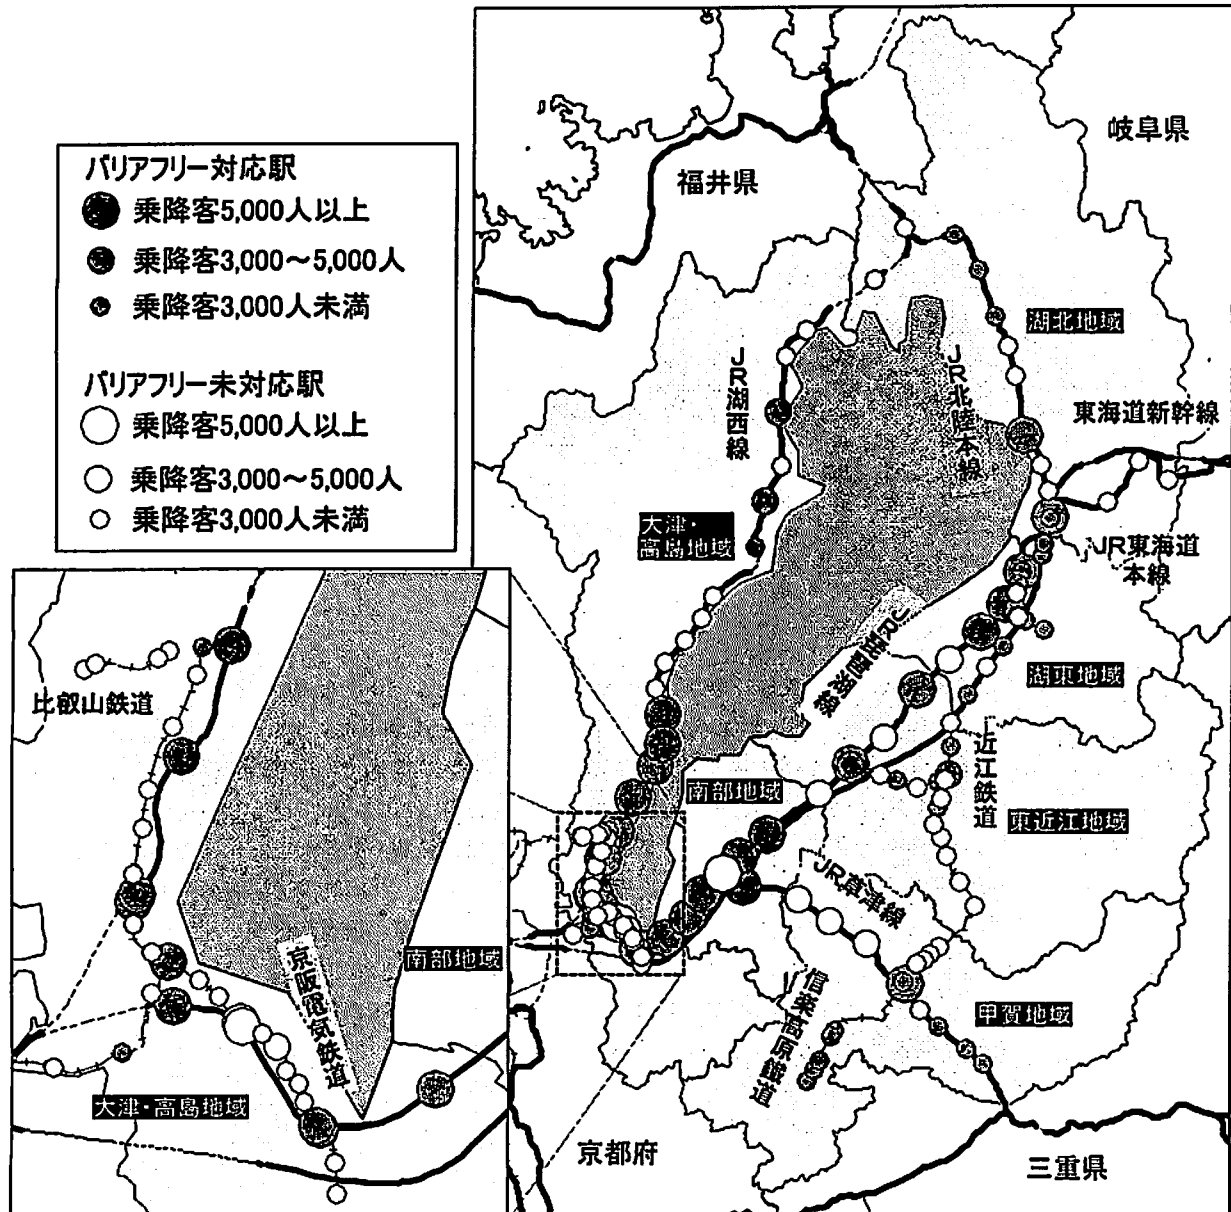 バリアフリー対応駅
乗降客5,000人以上
乗降客3,000～5,000人
乗降客3,000人未満
バリアフリー未対応駅
乗降客5,000人以上
乗降客3,000～5,000人
乗降客3,000人未満
岐阜県
福井県
湖北地域
JR湖西線
JR北陸本線
東海道新幹線
大津・
高島地域
JR東海道
本線
JR琵琶湖線
湖東地域
近江鉄道
南部地域
東近江地域
JR草津線
信楽高原鐵道
甲賀地域
京都府
三重県
比叡山鉄道
京阪電気鉄道
南部地域
大津・高島地域